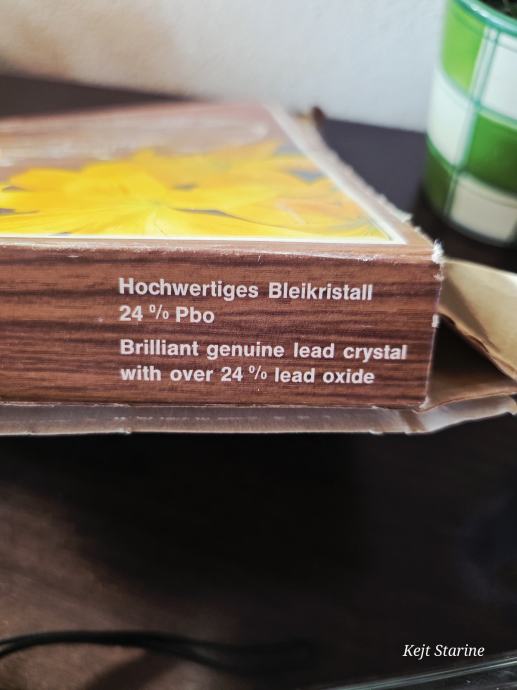 Hochwertiges Bleikristall
24 % Pbo
Brilliant genuine lead crystal
with over 24 % lead oxide
Kejt Starine